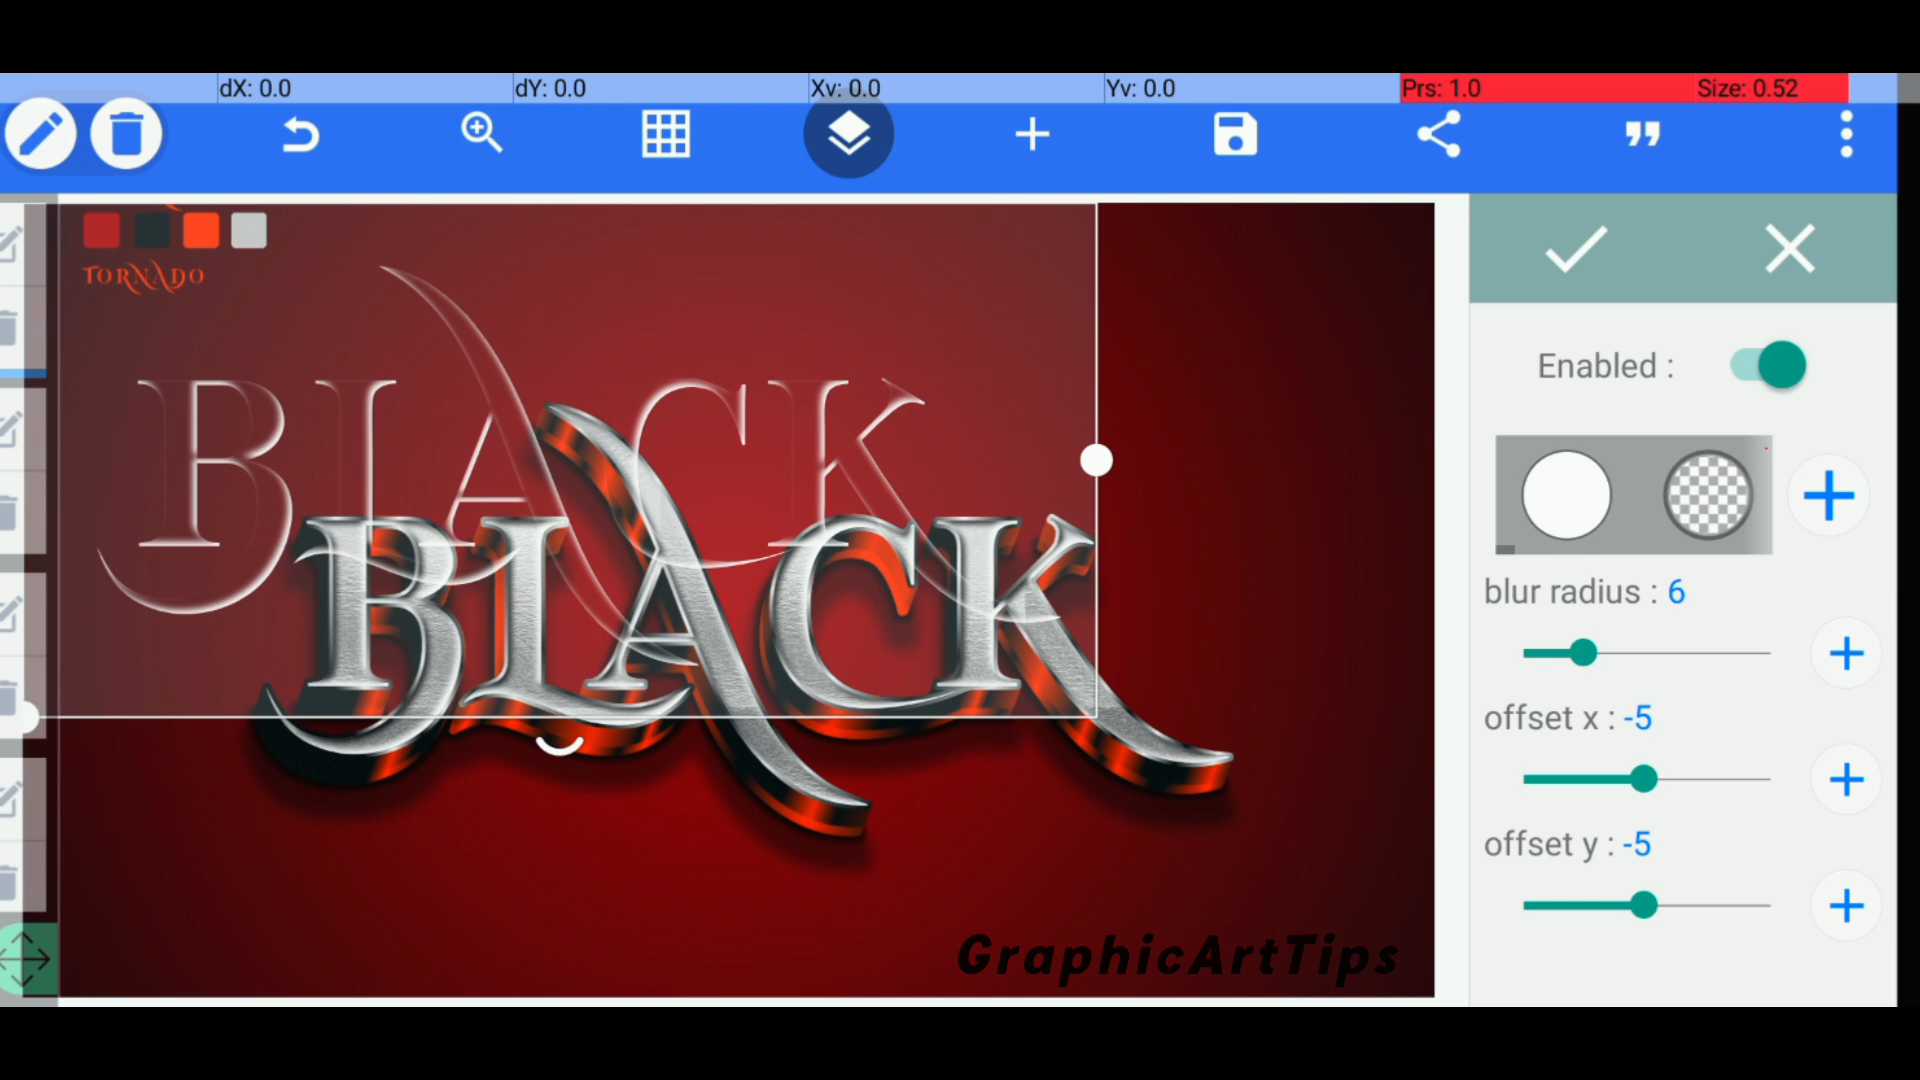 dX: 0.0 dY: 0.0 Xv: 0.0 Yv: 0.0 Prs: 1.0 Size: 0.52
TORNADO
Enabled :
BLACK
BLACK
blur radius : 6
offset x : -5
offset y : -5
GraphicArtTips